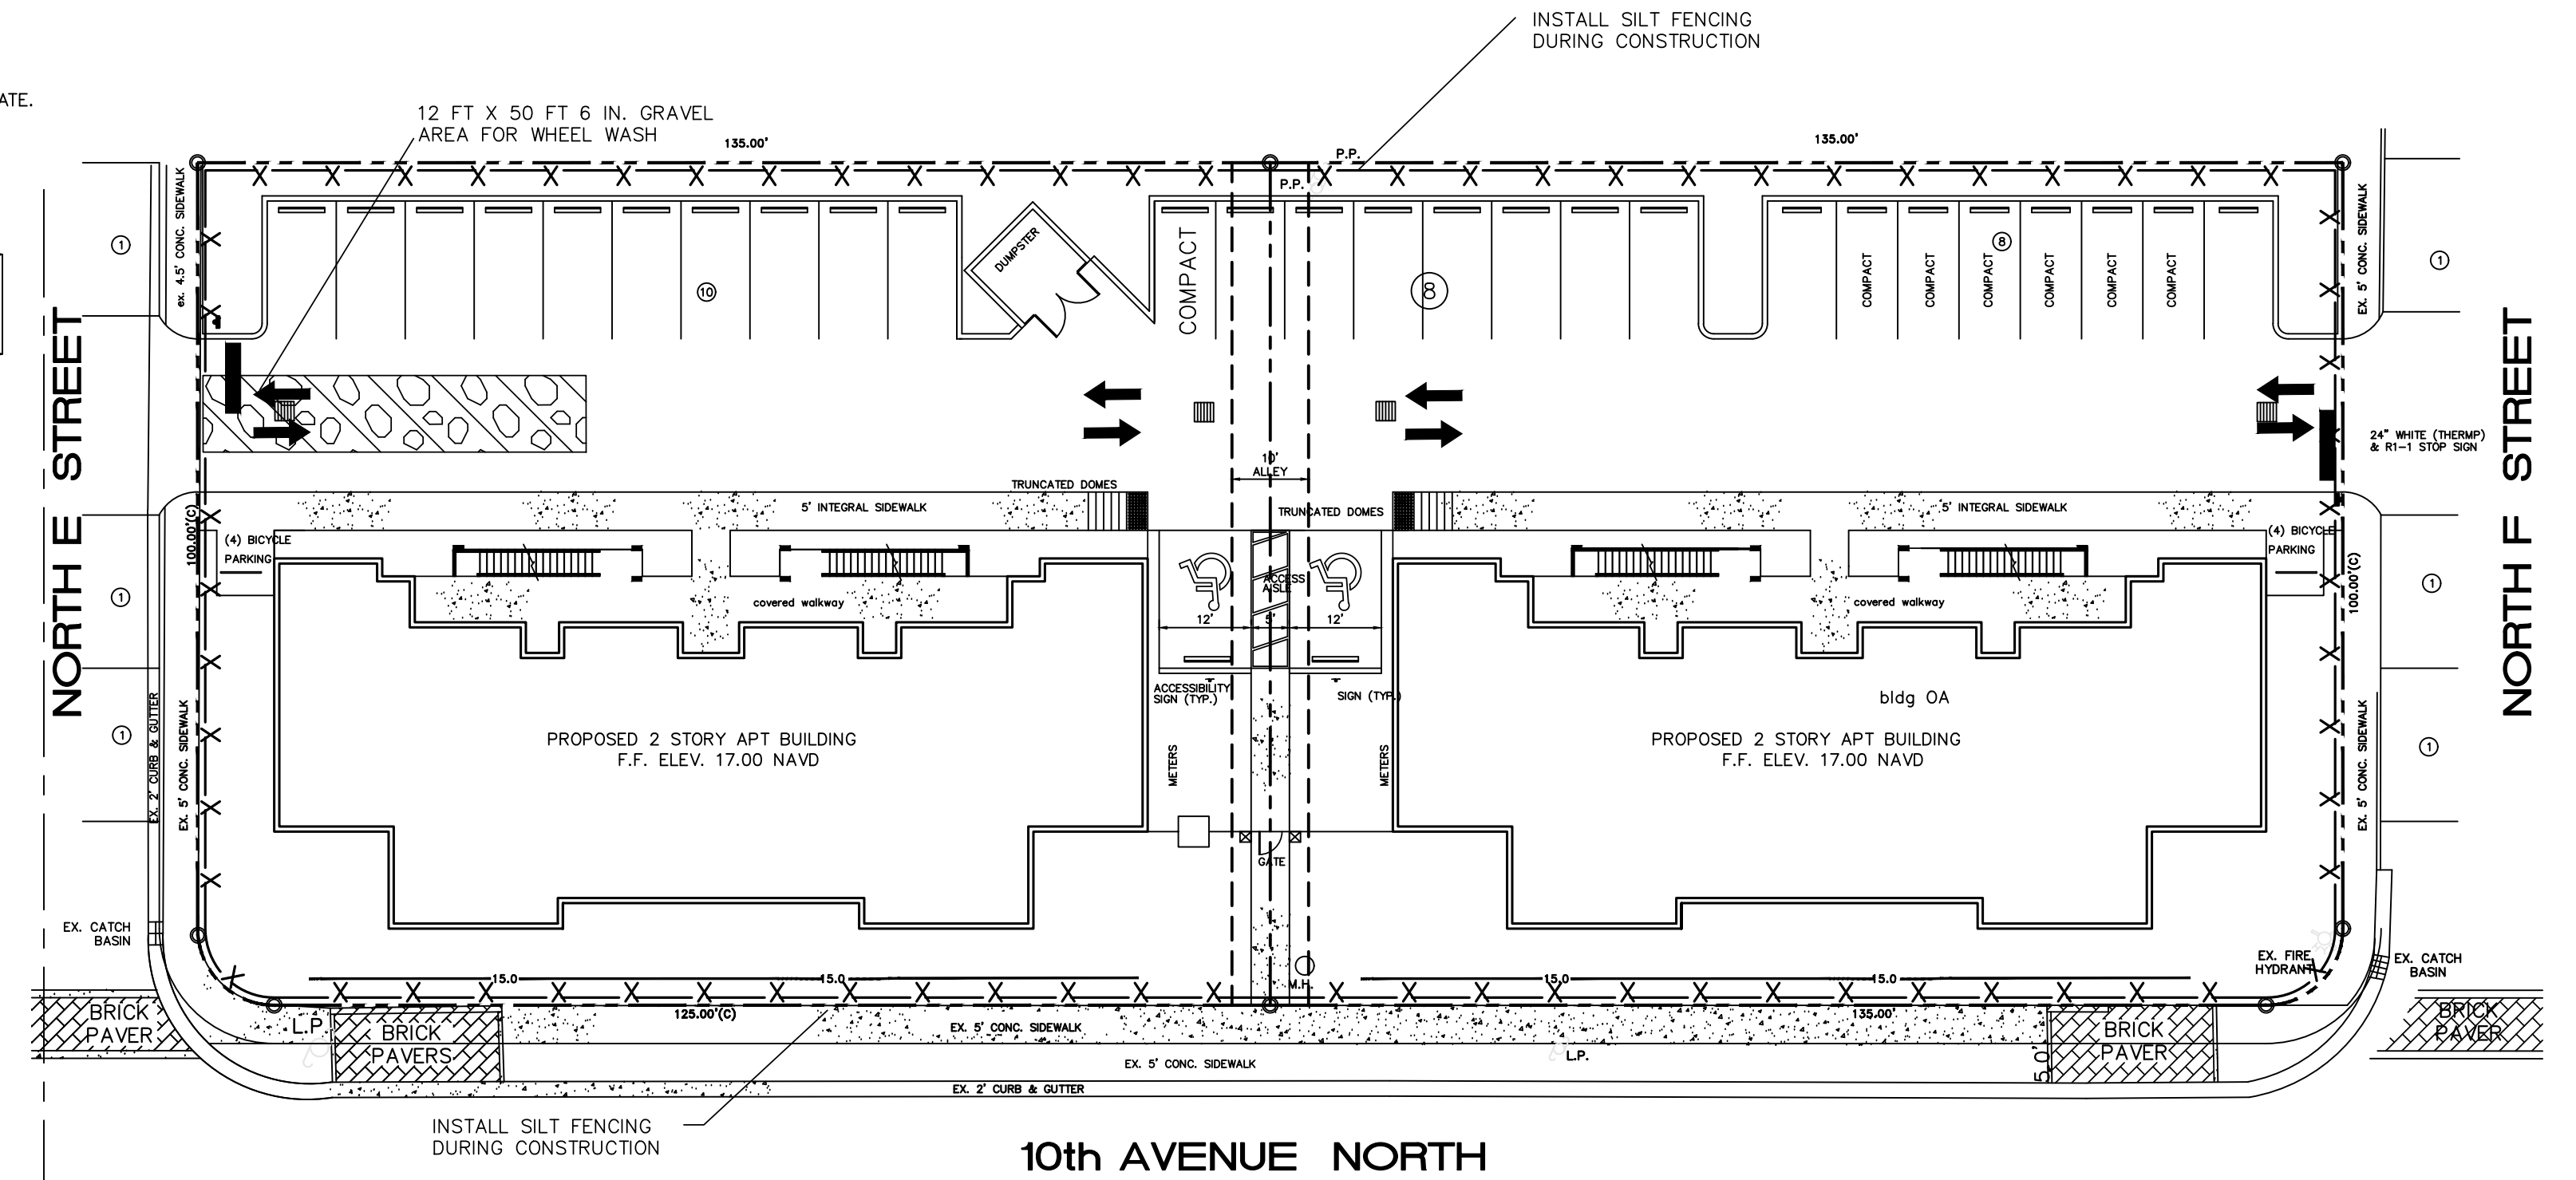 INSTALL SILT FENCING
DURING CONSTRUCTION
ATE.
12 FT X 50 FT 6 IN. GRAVEL
AREA FOR WHEEL WASH
135.00'
135.00'
P.P.
P.P.
ex. 4.5' CONC. SIDEWALK
EX. 5' CONC. SIDEWALK
DUMPSTER
COMPACT
COMPACT
COMPACT
COMPACT
COMPACT
COMPACT
COMPACT
1
10
8
8
1
NORTH E STREET
NORTH F STREET
24" WHITE (THERMP)
& R1-1 STOP SIGN
10'
ALLEY
TRUNCATED DOMES
TRUNCATED DOMES
5' INTEGRAL SIDEWALK
5' INTEGRAL SIDEWALK
100.00'(C)
(4) BICYCLE
PARKING
(4) BICYCLE
PARKING
100.00'(C)
ACCESS
AISLE
covered walkway
covered walkway
1
1
12'
5'
12'
ACCESSIBILITY
SIGN (TYP.)
SIGN (TYP.)
bldg OA
EX. 2' CURB & GUTTER
EX. 5' CONC. SIDEWALK
EX. 5' CONC. SIDEWALK
1
1
PROPOSED 2 STORY APT BUILDING
F.F. ELEV. 17.00 NAVD
METERS
METERS
PROPOSED 2 STORY APT BUILDING
F.F. ELEV. 17.00 NAVD
GATE
EX. CATCH
BASIN
EX. FIRE
HYDRANT
EX. CATCH
BASIN
15.0
15.0
15.0
15.0
M.H.
125.00'(C)
135.00'
BRICK
PAVER
L.P.
BRICK
PAVERS
EX. 5' CONC. SIDEWALK
EX. 5' CONC. SIDEWALK
L.P.
5.0'
BRICK
PAVER
BRICK
PAVER
EX. 2' CURB & GUTTER
INSTALL SILT FENCING
DURING CONSTRUCTION
10th AVENUE NORTH